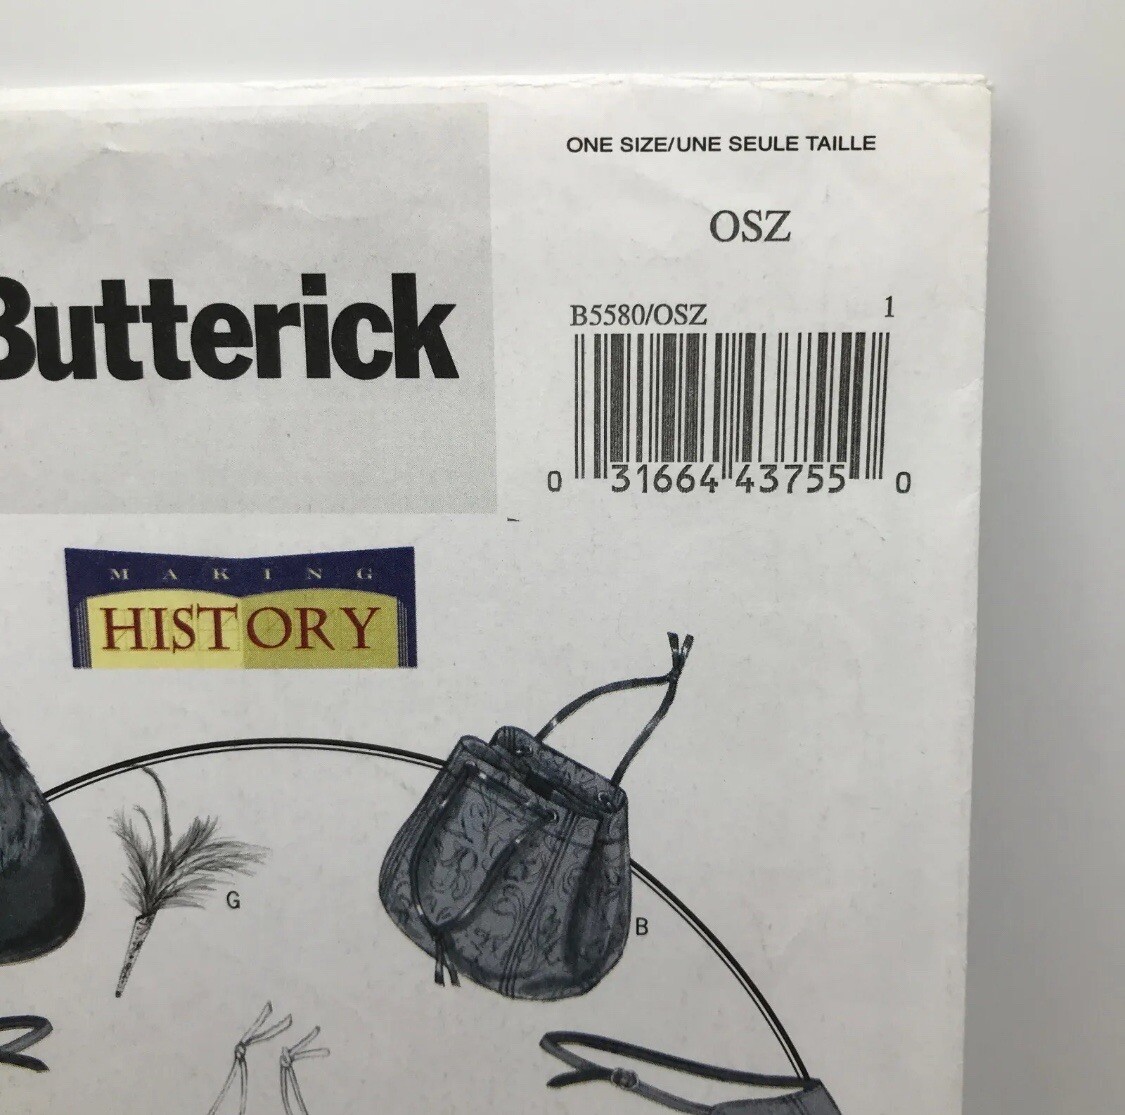 ONE SIZE/UNE SEULE TAILLE
OSZ
Butterick
B5580/OSZ 1
0 31664 43755 0
MAKING
HISTORY
G
B